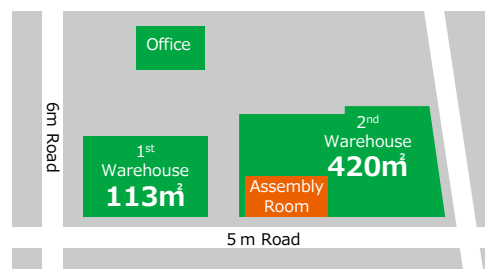 Office
6m Road
1st
Warehouse
113㎡
2nd
Warehouse
420㎡
Assembly
Room
5 m Road